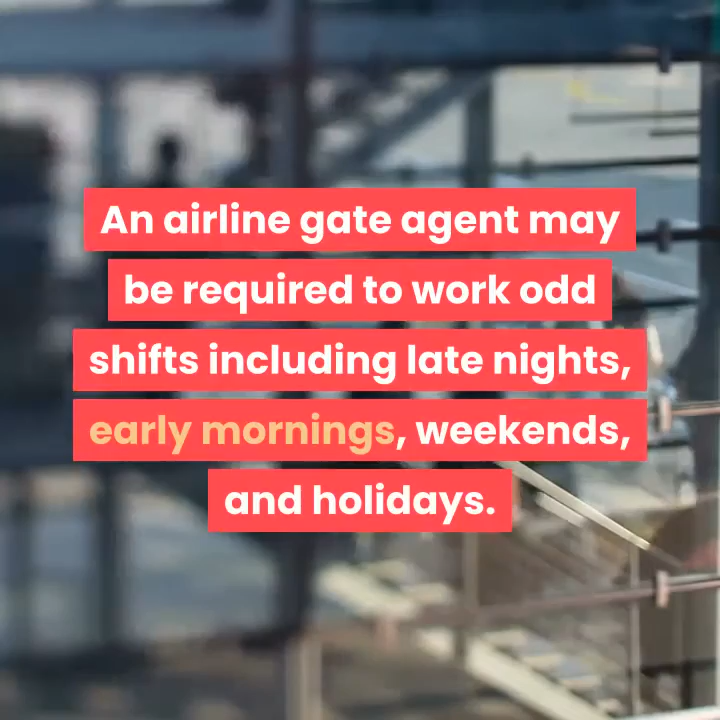 An airline gate agent may
be required to work odd
shifts including late nights,
early mornings, weekends,
and holidays.